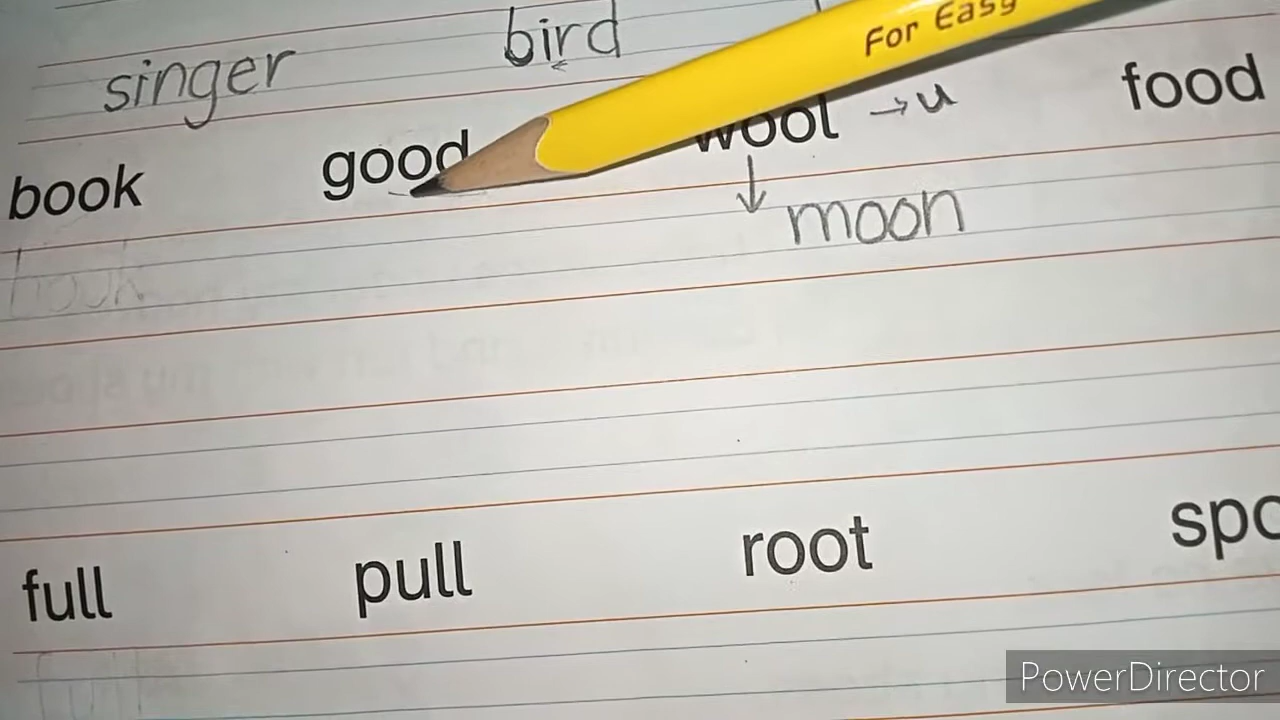 singer bird
For Easy
book good wool → u food
↓ moon
full pull root spo
PowerDirector